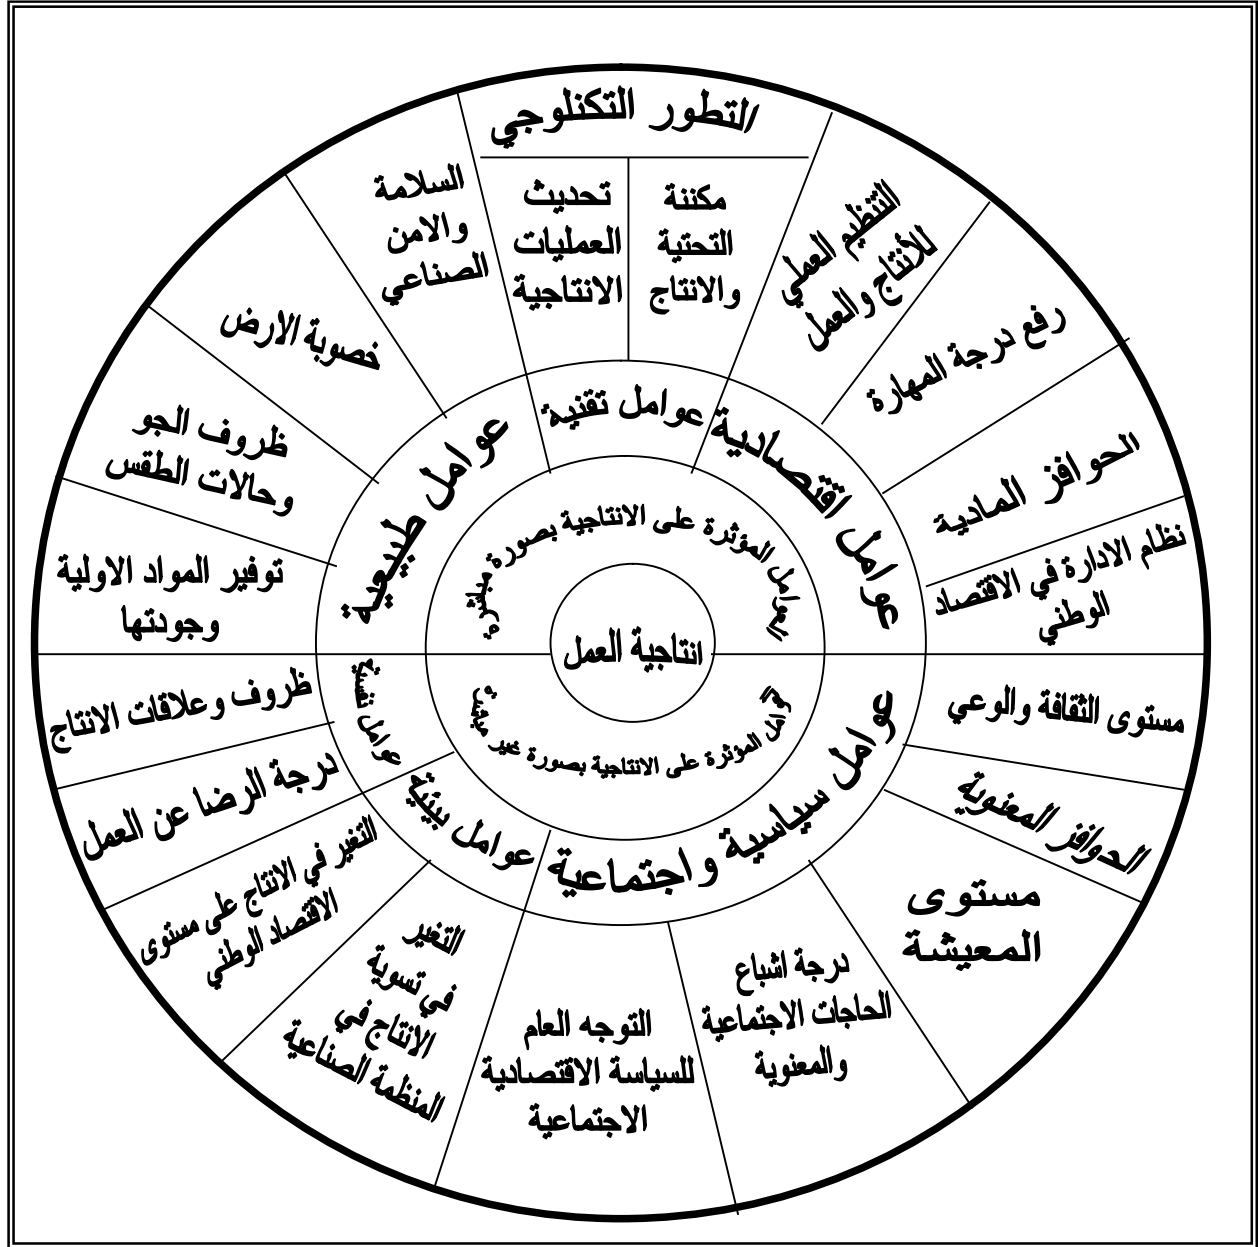 التطور التكنلوجي
مكننة
التحتية
والانتاج
تحديث
العمليات
الانتاجية
التنظيم العملي
للأنتاج والعمل
رفع درجة المهارة
الحوافز المادية
نظام الادارة في الاقتصاد
الوطني
السلامة
والامن
الصناعي
خصوبة الارض
ظروف الجو
وحالات الطقس
توفير المواد الاولية
وجودتها
عوامل تقنية
عوامل اقتصادية
عوامل طبيعية
العوامل المؤثرة على الانتاجية بصورة مباشرة
انتاجية العمل
المؤثرة على الانتاجية بصورة غير
عوامل سياسية واجتماعية
عوامل بيئية
عوامل نفسية
مستوى الثقافة والوعي
الحوافز المعنوية
مستوى
المعيشة
درجة اشباع
الحاجات الاجتماعية
والمعنوية
التوجه العام
للسياسة الاقتصادية
الاجتماعية
التغير
في تسوية
الانتاج في
المنظمة الصناعية
التغير في الانتاج على مستوى
الاقتصاد الوطني
درجة الرضا عن العمل
ظروف وعلاقات الانتاج